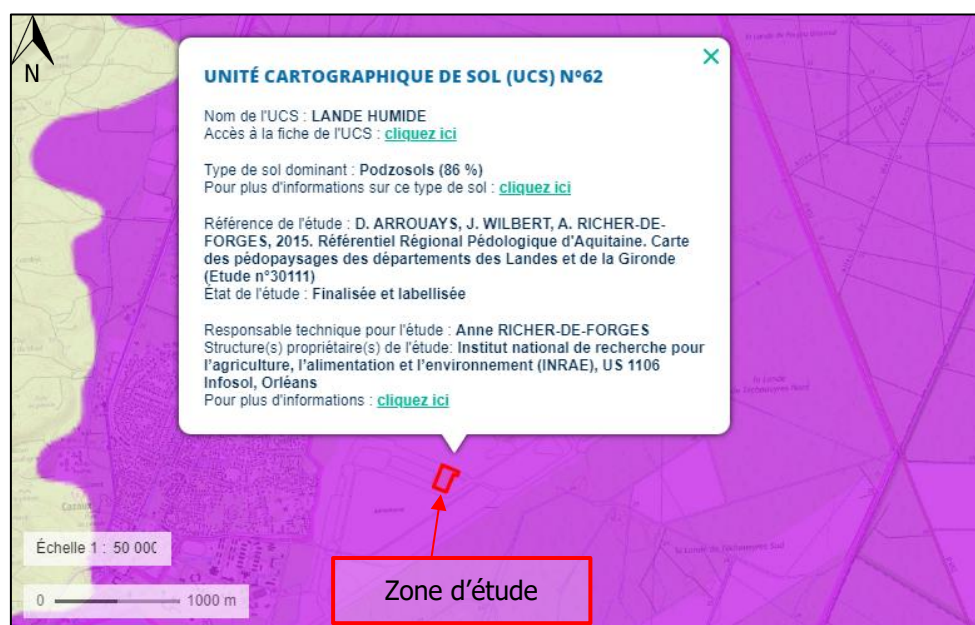 N
UNITÉ CARTOGRAPHIQUE DE SOL (UCS) N°62
Nom de l'UCS : LANDE HUMIDE
Accès à la fiche de l'UCS : cliquez ici
Type de sol dominant : Podzosols (86 %)
Pour plus d'informations sur ce type de sol : cliquez ici
Référence de l'étude : D. ARROUAYS, J. WILBERT, A. RICHER-DE-
FORGES, 2015. Référentiel Régional Pédologique d'Aquitaine. Carte
des pédopaysages des départements des Landes et de la Gironde
(Etude n°30111)
État de l'étude : Finalisée et labellisée
Responsable technique pour l'étude : Anne RICHER-DE-FORGES
Structure(s) propriétaire(s) de l'étude: Institut national de recherche pour
l'agriculture, l'alimentation et l'environnement (INRAE), US 1106
Infosol, Orléans
Pour plus d'informations : cliquez ici
Cazaux
Échelle 1 : 50 000
0 1000 m
Zone d'étude